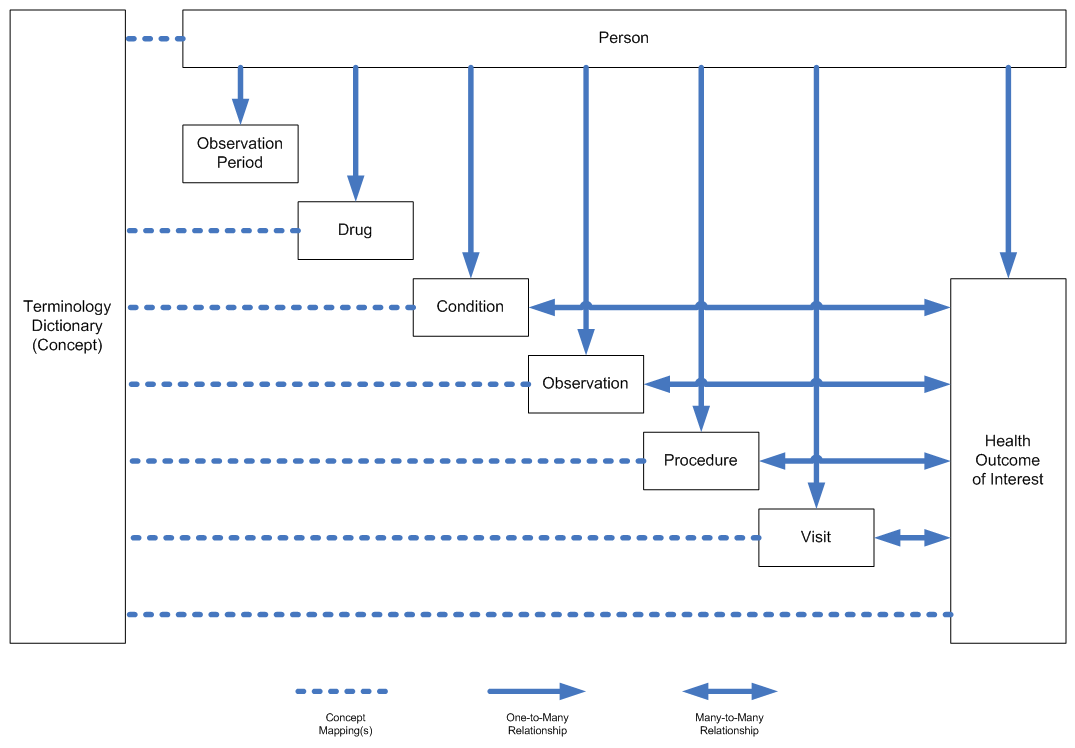 Person
Observation
Period
Drug
Terminology
Dictionary
(Concept)
Condition
Observation
Procedure
Health
Outcome
of Interest
Visit
Concept
Mapping(s)
One-to-Many
Relationship
Many-to-Many
Relationship